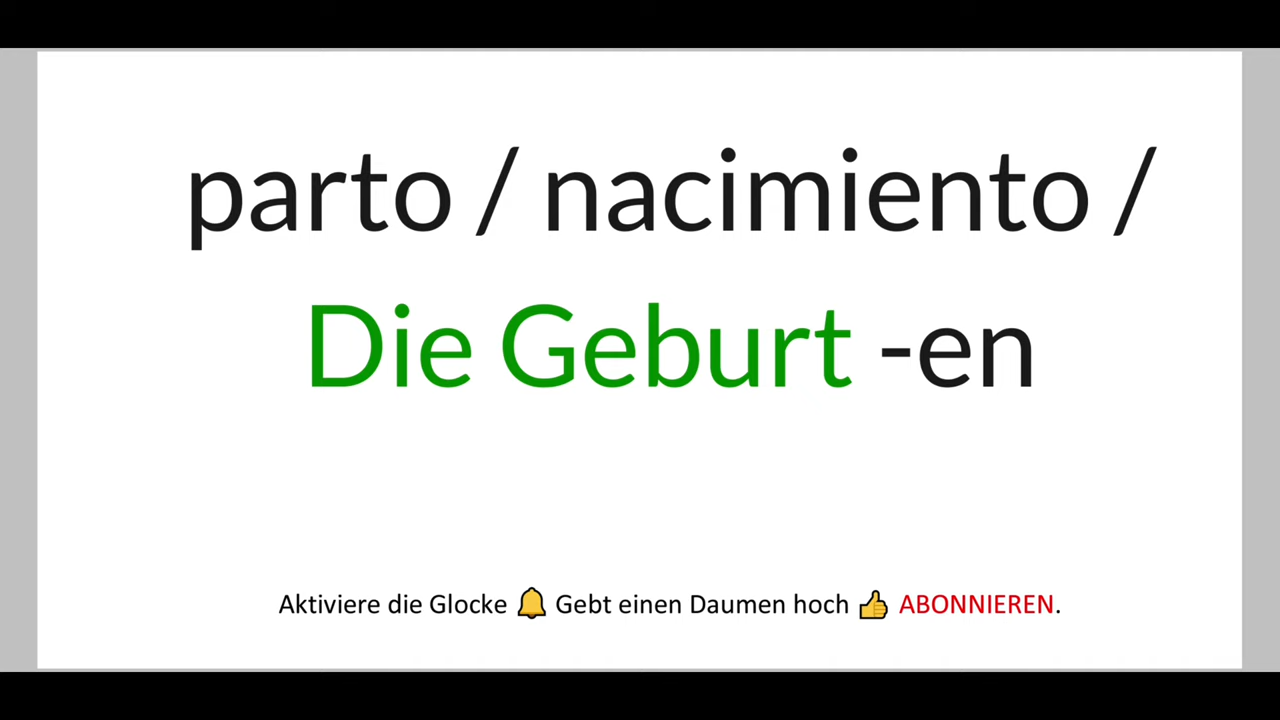 parto / nacimiento /
Die Geburt -en
Aktiviere die Glocke 🔔 Gebt einen Daumen hoch 👍 ABONNIEREN.